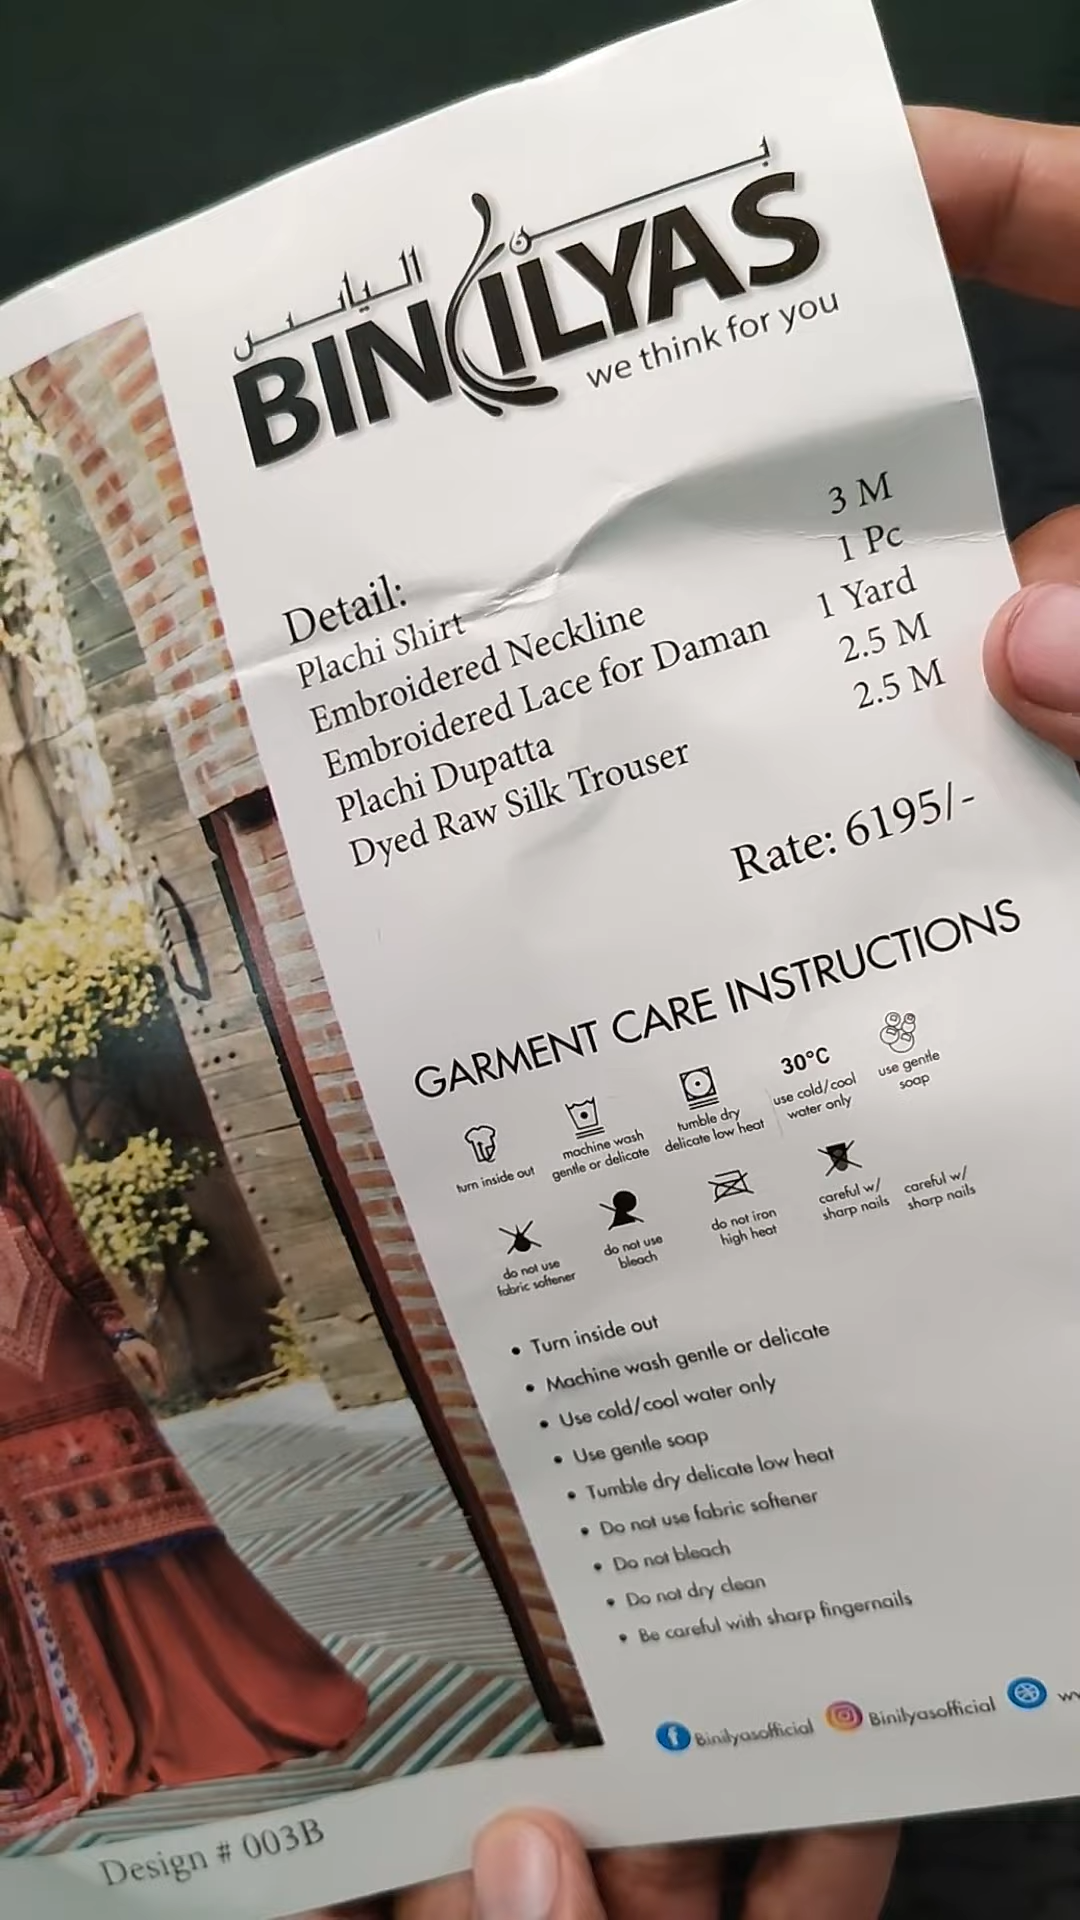 بن الیاس
BINILYAS
we think for you
Detail:
Plachi Shirt 3 M
Embroidered Neckline 1 Pc
Embroidered Lace for Daman 1 Yard
Plachi Dupatta 2.5 M
Dyed Raw Silk Trouser 2.5 M
Rate: 6195/-
GARMENT CARE INSTRUCTIONS
turn inside out
machine wash
gentle or delicate
tumble dry
delicate low heat
30°C
use cold/cool
water only
use gentle
soap
do not use
fabric softener
do not use
bleach
do not iron
high heat
careful w/
sharp nails
careful w/
sharp nails
• Turn inside out
• Machine wash gentle or delicate
• Use cold/cool water only
• Use gentle soap
• Tumble dry delicate low heat
• Do not use fabric softener
• Do not bleach
• Do not dry clean
• Be careful with sharp fingernails
Binilyasofficial Binilyasofficial
Design # 003B